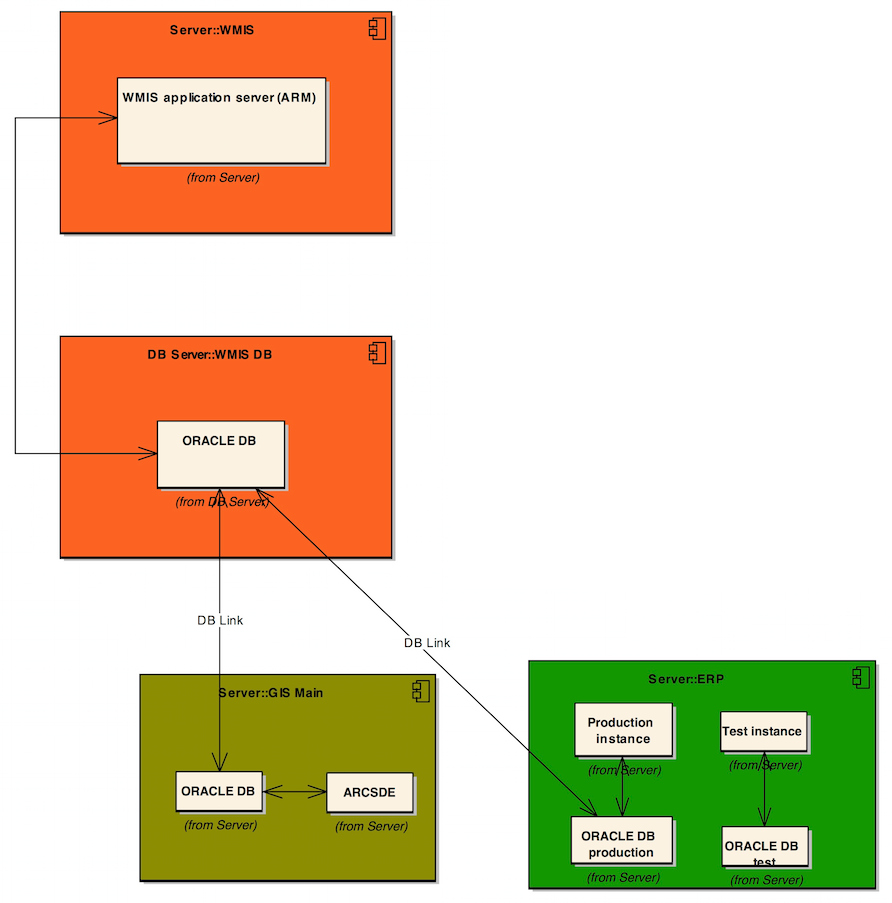 Server::WMIS
WMIS application server (ARM)
(from Server)
DB Server::WMIS DB
ORACLE DB
(from DB Server)
DB Link
DB Link
Server::GIS Main
ORACLE DB
(from Server)
ARCSDE
(from Server)
Server::ERP
Production
instance
(from Server)
Test instance
(from Server)
ORACLE DB
production
(from Server)
ORACLE DB
test
(from Server)